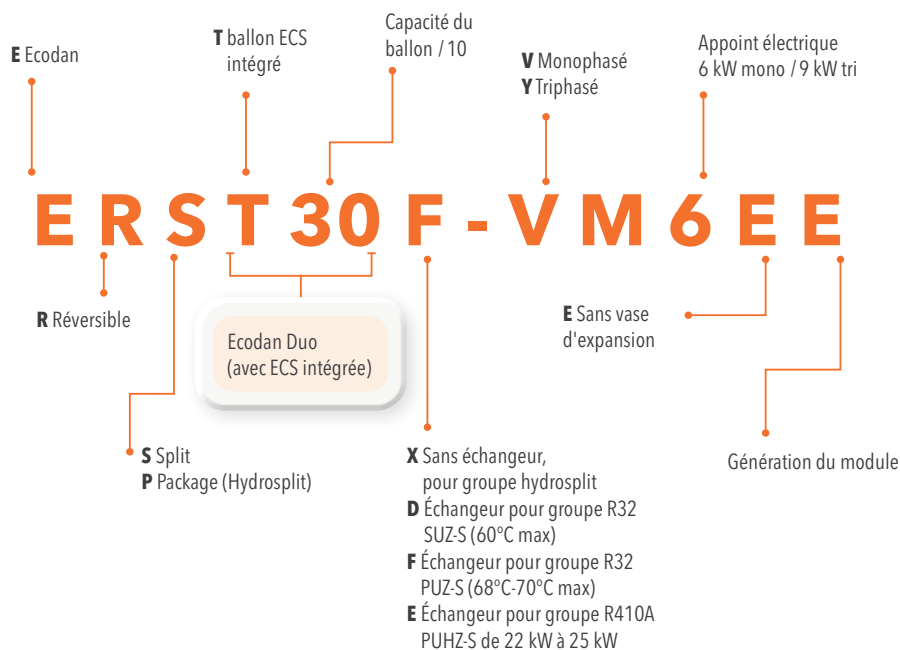 E Ecodan
T ballon ECS
intégré
Capacité du
ballon / 10
V Monophasé
Y Triphasé
Appoint électrique
6 kW mono / 9 kW tri
ERST30F-VM6EE
R Réversible
Ecodan Duo
(avec ECS intégrée)
E Sans vase
d'expansion
S Split
P Package (Hydrosplit)
X Sans échangeur,
pour groupe hydrosplit
D Échangeur pour groupe R32
SUZ-S (60°C max)
F Échangeur pour groupe R32
PUZ-S (68°C-70°C max)
E Échangeur pour groupe R410A
PUHZ-S de 22 kW à 25 kW
Génération du module